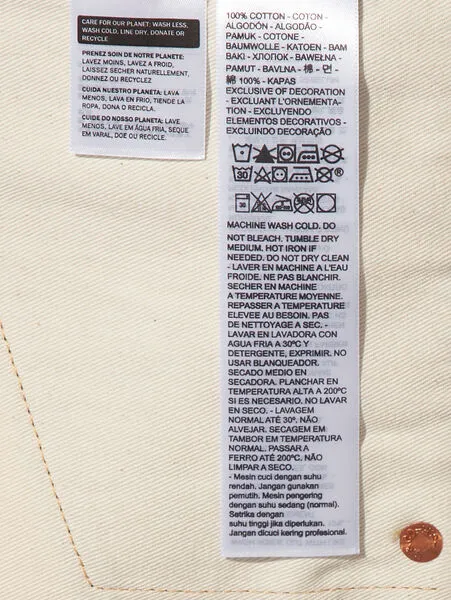 CARE FOR OUR PLANET: WASH LESS,
WASH COLD, LINE DRY, DONATE OR
RECYCLE
PRENEZ SOIN DE NOTRE PLANETE:
LAVEZ MOINS, LAVEZ A FROID,
LAISSEZ SECHER NATURELLEMENT,
DONNEZ OU RECYCLEZ
CUIDA NUESTRO PLANETA: LAVA
MENOS, LAVA EN FRIO, TIENDE LA
ROPA, DONA O RECICLA.
CUIDE DO NOSSO PLANETA: LAVE
MENOS, LAVE EM ÁGUA FRIA, SEQUE
EM VARAL, DOE OU RECICLE.
100% COTTON - COTON -
ALGODÓN - ALGODÃO -
PAMUK - COTONE -
BAUMWOLLE - KATOEN - BAM
BAKI - ХЛОПОК - BAWEŁNA -
PAMUT - BAVLNA - 棉 - 면 -
綿 100% - KAPAS
EXCLUSIVE OF DECORATION
- EXCLUANT L'ORNEMENTA-
TION - EXCLUYENDO
ELEMENTOS DECORATIVOS -
EXCLUINDO DECORAÇÃO
30 ®
30
MACHINE WASH COLD. DO
NOT BLEACH. TUMBLE DRY
MEDIUM. HOT IRON IF
NEEDED. DO NOT DRY CLEAN
- LAVER EN MACHINE A L'EAU
FROIDE. NE PAS BLANCHIR.
SECHER EN MACHINE
A TEMPERATURE MOYENNE.
REPASSER A TEMPERATURE
ELEVEE AU BESOIN. PAS
DE NETTOYAGE A SEC. -
LAVAR EN LAVADORA CON
AGUA FRIA A 30ºC Y
DETERGENTE, EXPRIMIR. NO
USAR BLANQUEADOR.
SECADO MEDIO EN
SECADORA. PLANCHAR EN
TEMPERATURA ALTA A 200ºC
SI ES NECESARIO. NO LAVAR
EN SECO. - LAVAGEM
NORMAL ATÉ 30º. NÃO
ALVEJAR. SECAGEM EM
TAMBOR EM TEMPERATURA
NORMAL. PASSAR A
FERRO ATÉ 200ºC. NÃO
LIMPAR A SECO.
- Mesin cuci dengan suhu
rendah. Jangan gunakan
pemutih. Mesin pengering
dengan suhu sedang (normal).
Setrika dengan
suhu tinggi jika diperlukan.
Jangan dicuci kering profesional.